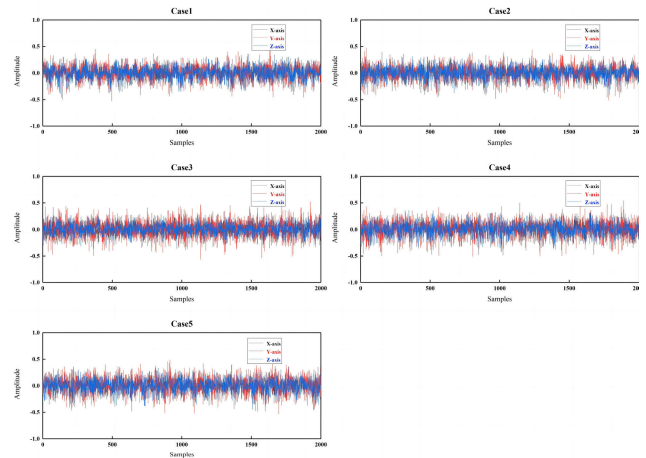 Case1
X-axis
Y-axis
Z-axis
Amplitude
1.0
0.5
0.0
-0.5
-1.0
0
500
1000
1500
2000
Samples
Case2
X-axis
Y-axis
Z-axis
Amplitude
1.0
0.5
0.0
-0.5
-1.0
0
500
1000
1500
2000
Samples
Case3
X-axis
Y-axis
Z-axis
Amplitude
1.0
0.5
0.0
-0.5
-1.0
0
500
1000
1500
2000
Samples
Case4
X-axis
Y-axis
Z-axis
Amplitude
1.0
0.5
0.0
-0.5
-1.0
0
500
1000
1500
2000
Samples
Case5
X-axis
Y-axis
Z-axis
Amplitude
1.0
0.5
0.0
-0.5
-1.0
0
500
1000
1500
2000
Samples